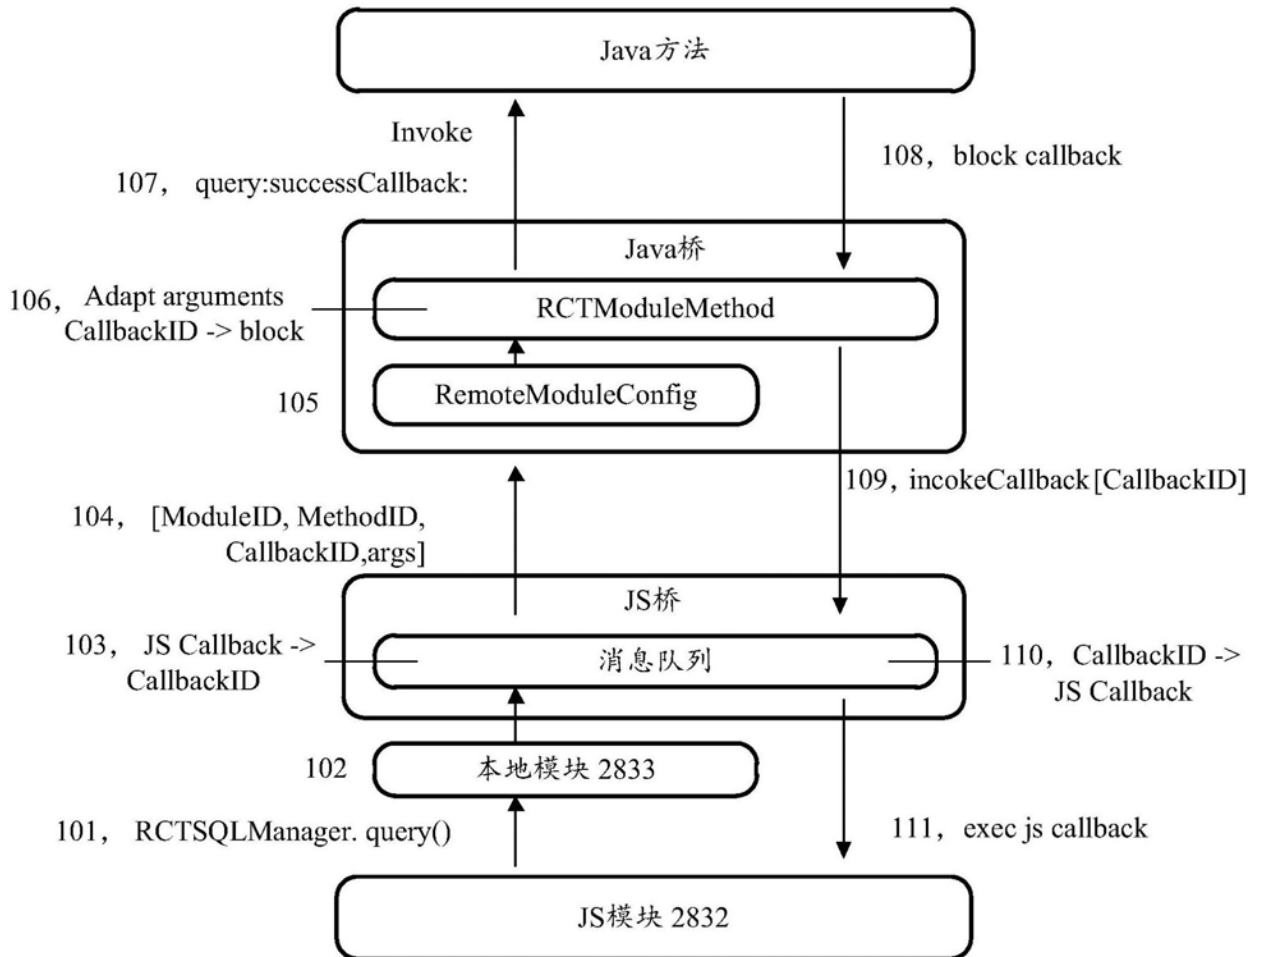 Java方法
Invoke
107， query:successCallback:
108，block callback
Java桥
106， Adapt arguments
CallbackID -> block
RCTModuleMethod
105
RemoteModuleConfig
109，incokeCallback[CallbackID]
104， [ModuleID, MethodID,
CallbackID,args]
JS桥
103， JS Callback ->
CallbackID
消息队列
110，CallbackID ->
JS Callback
102
本地模块 2833
101，RCTSQLManager. query()
111，exec js callback
JS模块 2832